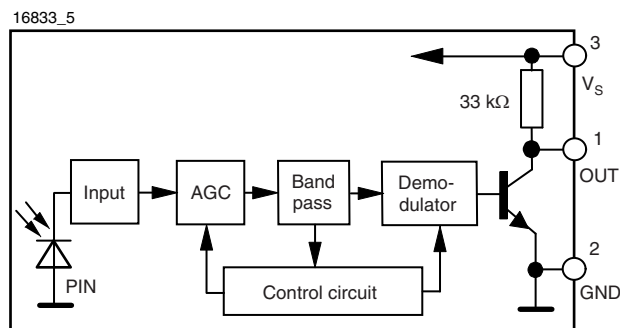 16833_5
3
V_S
33 kΩ
1
OUT
Input
AGC
Band
pass
Demo-
dulator
2
GND
PIN
Control circuit